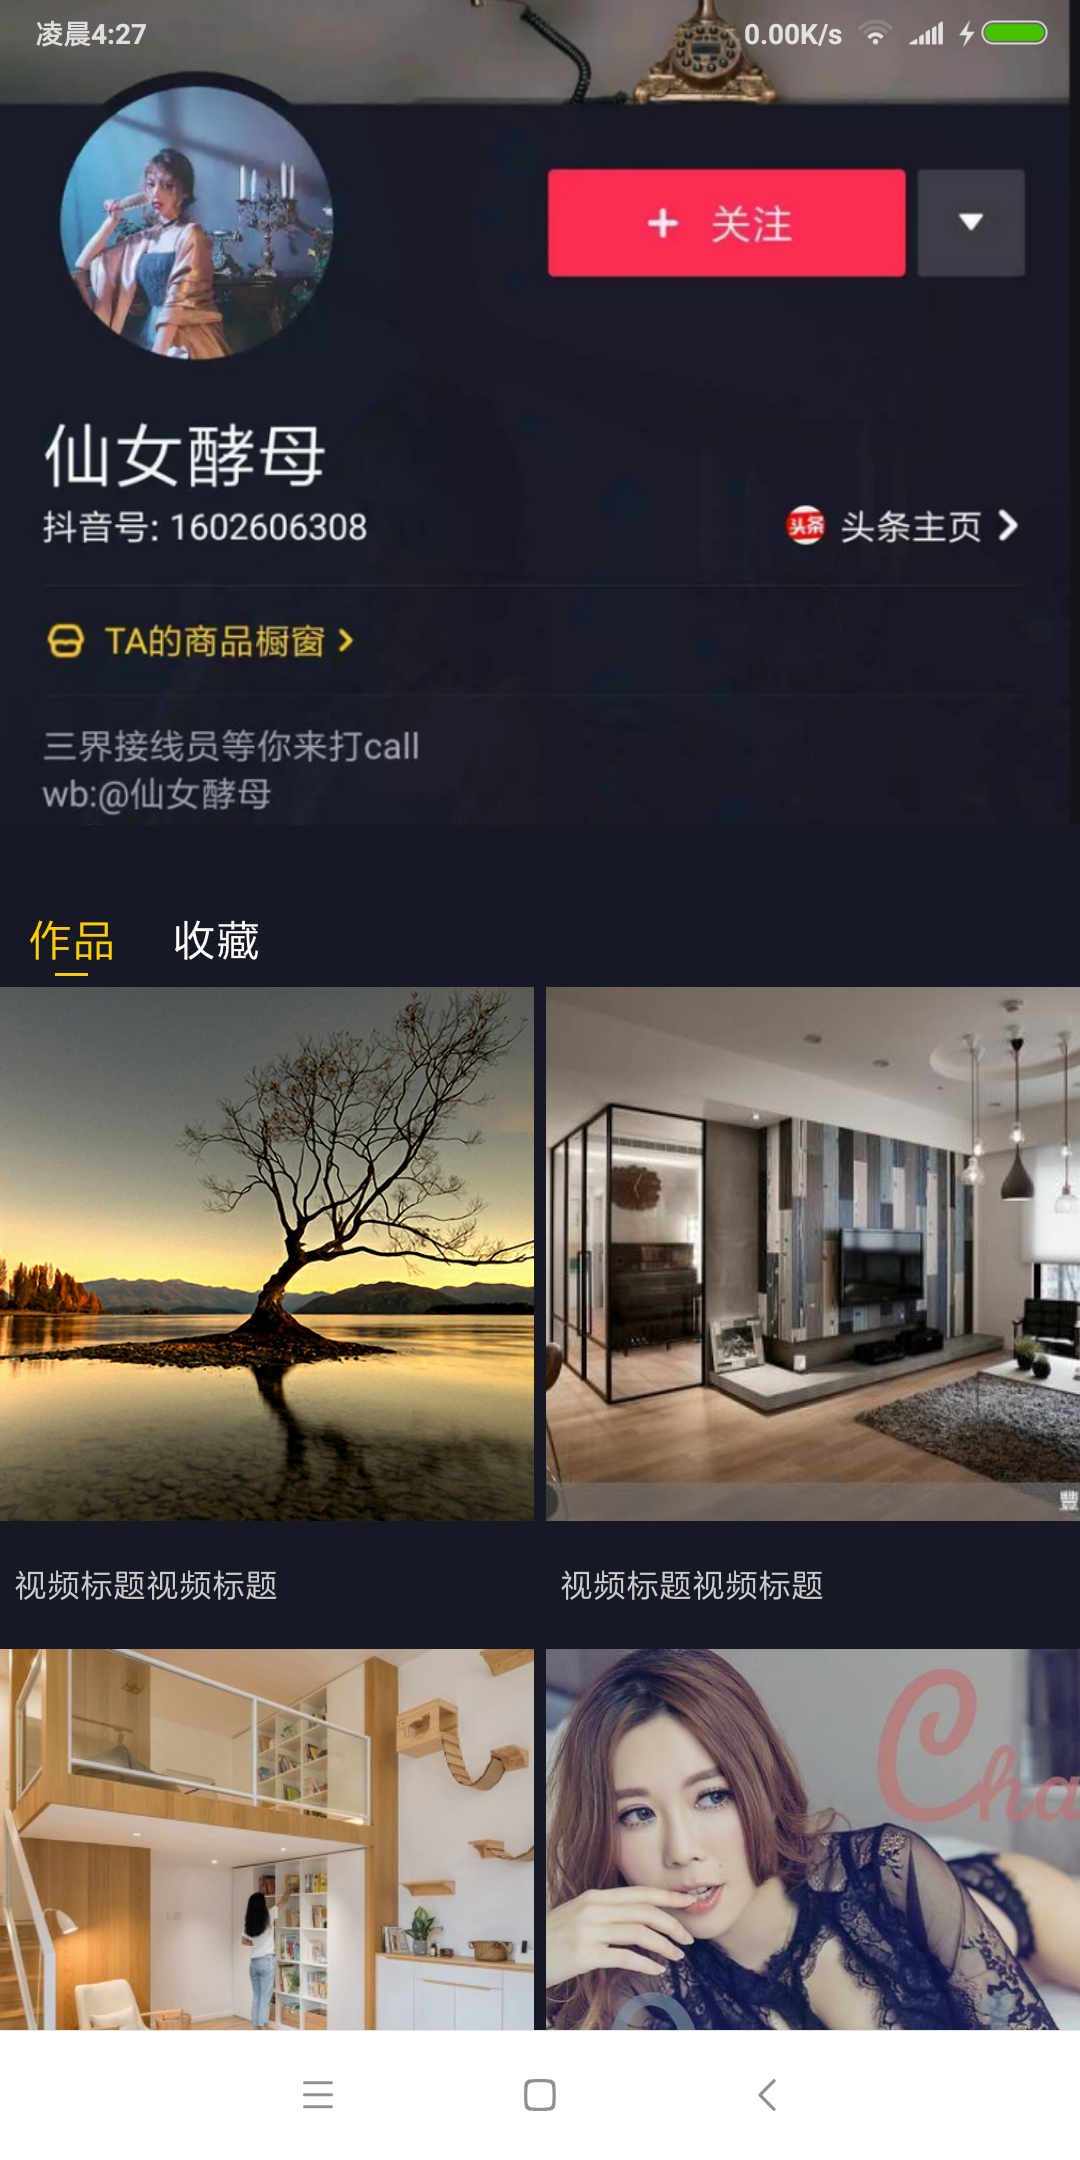 凌晨4:27 0.00K/s
+ 关注
仙女酵母
抖音号: 1602606308
头条 头条主页
TA的商品橱窗
三界接线员等你来打call
wb:@仙女酵母
作品 收藏
视频标题视频标题
视频标题视频标题
Cha